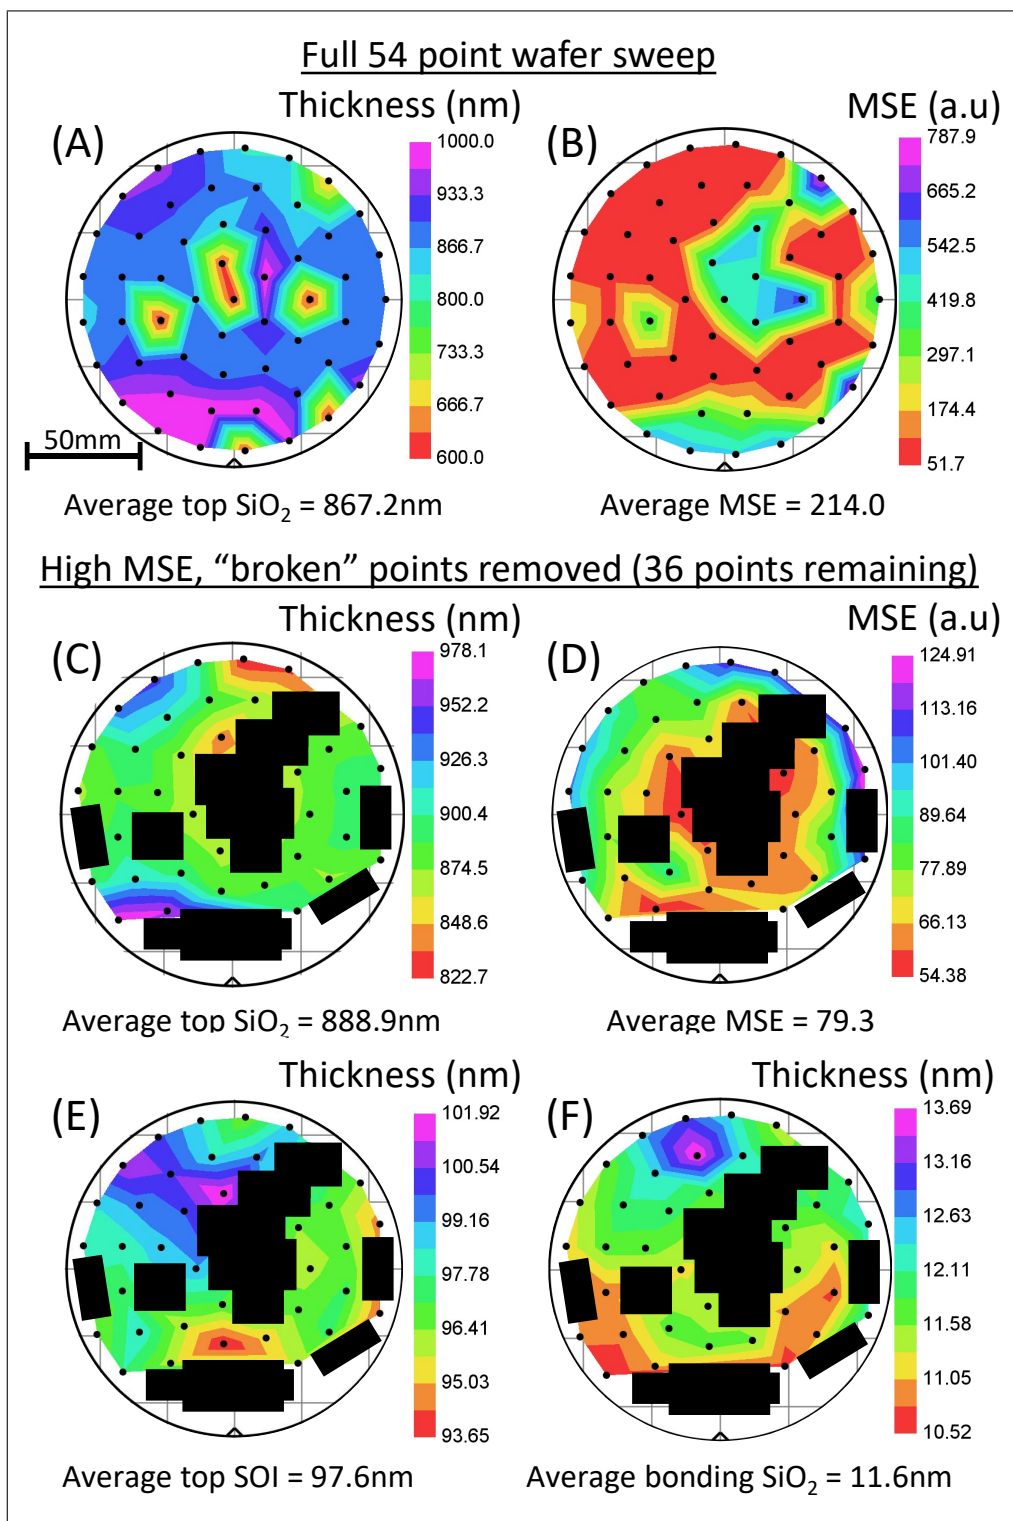 Full 54 point wafer sweep
Thickness (nm)
MSE (a.u)
(A)
1000.0
933.3
866.7
800.0
733.3
666.7
600.0
50mm
(B)
787.9
665.2
542.5
419.8
297.1
174.4
51.7
Average top SiO₂ = 867.2nm
Average MSE = 214.0
High MSE, “broken” points removed (36 points remaining)
Thickness (nm)
MSE (a.u)
(C)
978.1
952.2
926.3
900.4
874.5
848.6
822.7
(D)
124.91
113.16
101.40
89.64
77.89
66.13
54.38
Average top SiO₂ = 888.9nm
Average MSE = 79.3
Thickness (nm)
Thickness (nm)
(E)
101.92
100.54
99.16
97.78
96.41
95.03
93.65
(F)
13.69
13.16
12.63
12.11
11.58
11.05
10.52
Average top SOI = 97.6nm
Average bonding SiO₂ = 11.6nm